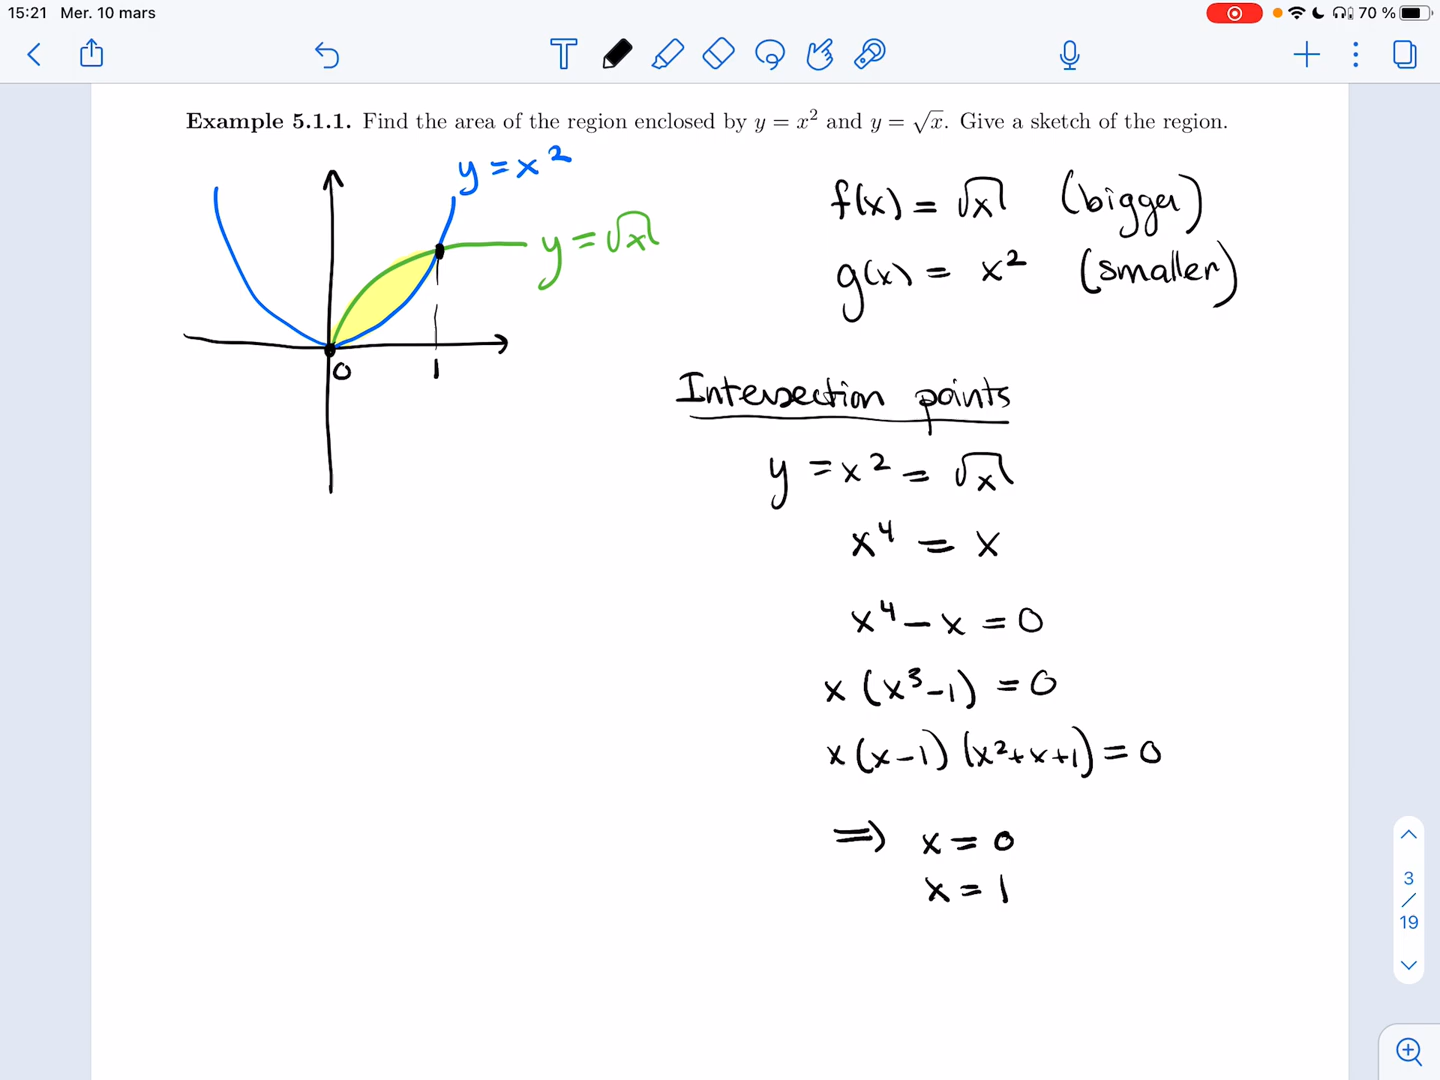 15:21 Mer. 10 mars
70 %
Example 5.1.1. Find the area of the region enclosed by y = x² and y = √x. Give a sketch of the region.
y = x²
y = √x
0
1
f(x) = √x (bigger)
g(x) = x² (smaller)
Intersection points
y = x² = √x
x⁴ = x
x⁴ − x = 0
x (x³−1) = 0
x (x−1) (x²+x+1) = 0
⇒ x = 0
x = 1
3
/
19